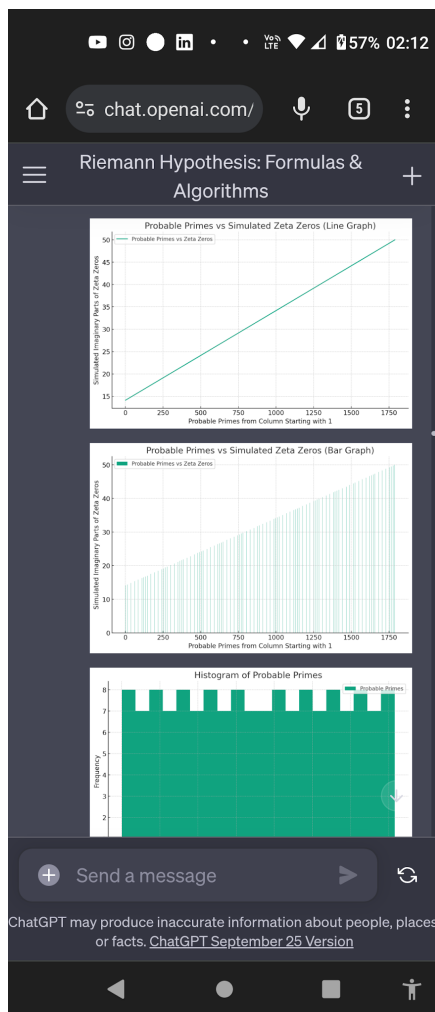 Vo))
LTE
57% 02:12
5
chat.openai.com/
Riemann Hypothesis: Formulas &
Algorithms
Probable Primes vs Simulated Zeta Zeros (Line Graph)
Probable Primes vs Zeta Zeros
Simulated Imaginary Parts of Zeta Zeros
50
45
40
35
30
25
20
15
0 250 500 750 1000 1250 1500 1750
Probable Primes from Column Starting with 1
Probable Primes vs Simulated Zeta Zeros (Bar Graph)
Probable Primes vs Zeta Zeros
Simulated Imaginary Parts of Zeta Zeros
50
40
30
20
10
0
0 250 500 750 1000 1250 1500 1750
Probable Primes from Column Starting with 1
Histogram of Probable Primes
Probable Primes
Frequency
8
7
6
5
4
3
2
Send a message
ChatGPT may produce inaccurate information about people, places
or facts. ChatGPT September 25 Version